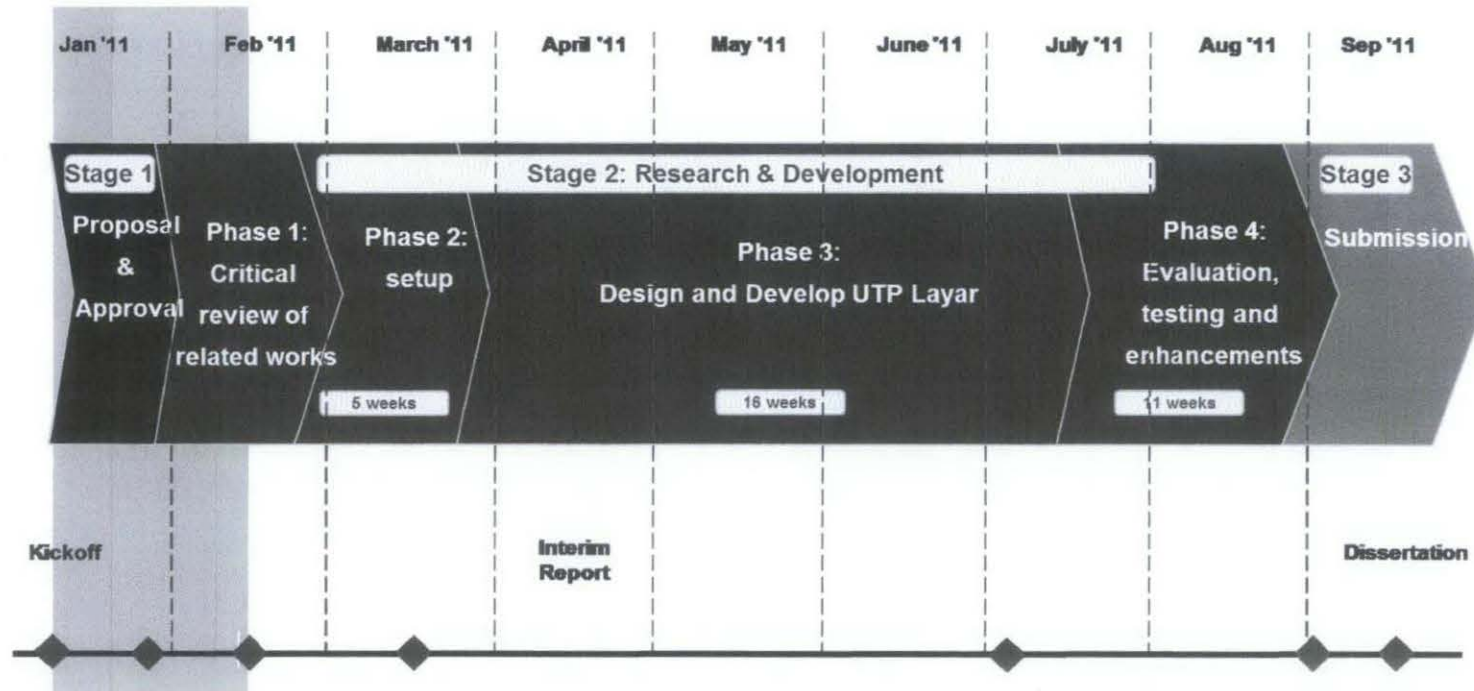 Jan '11
Feb '11
March '11
April '11
May '11
June '11
July '11
Aug '11
Sep '11
Stage 1
Stage 2: Research & Development
Stage 3
Proposal
&
Approval
Phase 1:
Critical
review of
related works
Phase 2:
setup
Phase 3:
Design and Develop UTP Layar
Phase 4:
Evaluation,
testing and
enhancements
Submission
5 weeks
16 weeks
11 weeks
Kickoff
Interim
Report
Dissertation